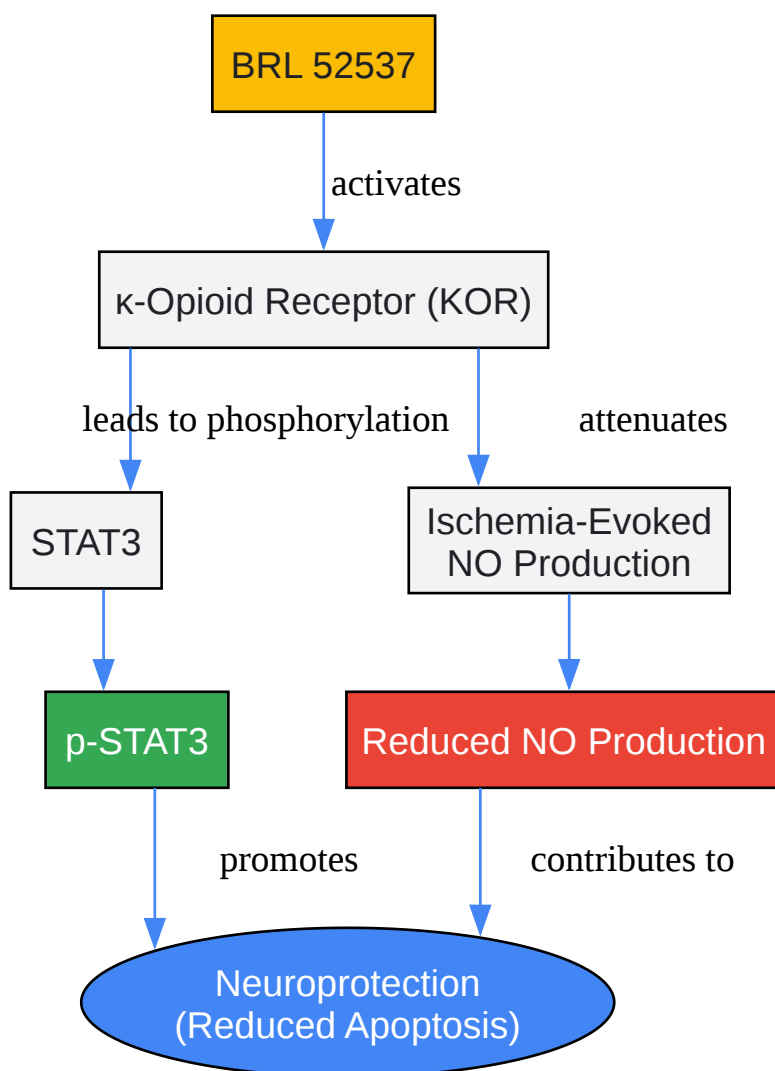 BRL 52537
activates
κ-Opioid Receptor (KOR)
leads to phosphorylation
attenuates
STAT3
Ischemia-Evoked
NO Production
p-STAT3
Reduced NO Production
promotes
contributes to
Neuroprotection
(Reduced Apoptosis)